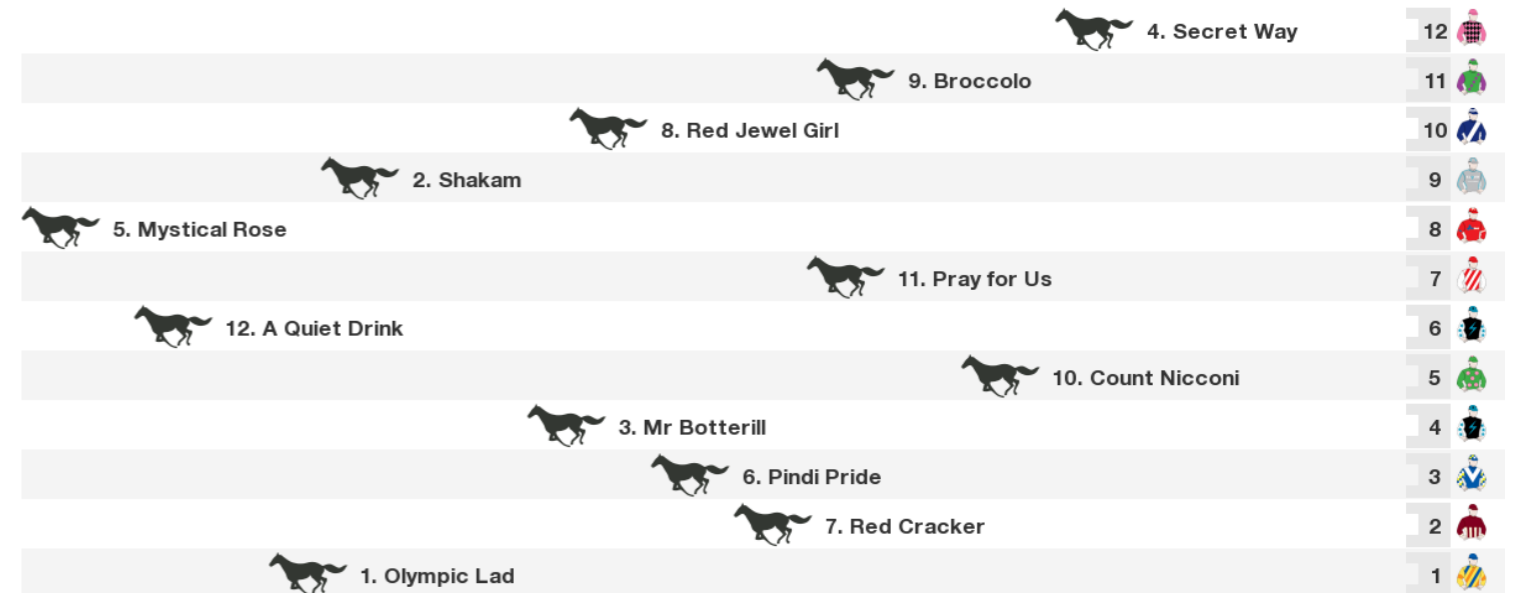 4. Secret Way 12
9. Broccolo 11
8. Red Jewel Girl 10
2. Shakam 9
5. Mystical Rose 8
11. Pray for Us 7
12. A Quiet Drink 6
10. Count Nicconi 5
3. Mr Botterill 4
6. Pindi Pride 3
7. Red Cracker 2
1. Olympic Lad 1